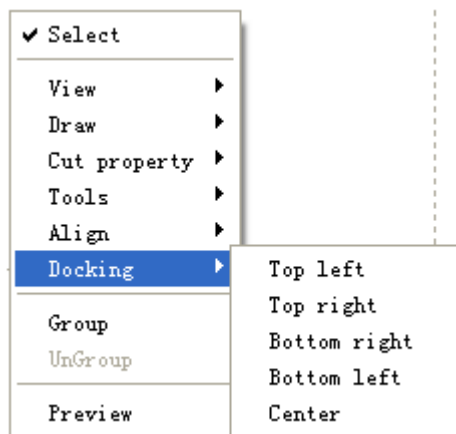 Select
View
Draw
Cut property
Tools
Align
Docking
Group
UnGroup
Preview
Top left
Top right
Bottom right
Bottom left
Center